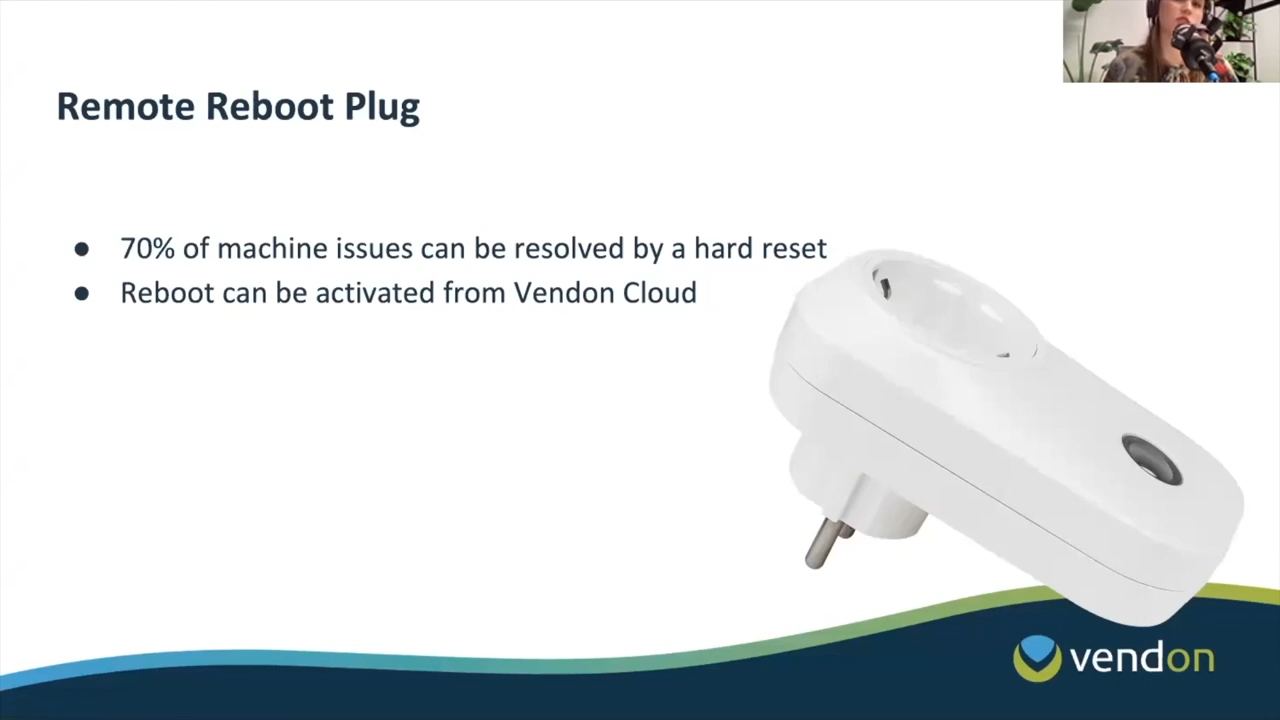 Remote Reboot Plug
● 70% of machine issues can be resolved by a hard reset
● Reboot can be activated from Vendon Cloud
vendon